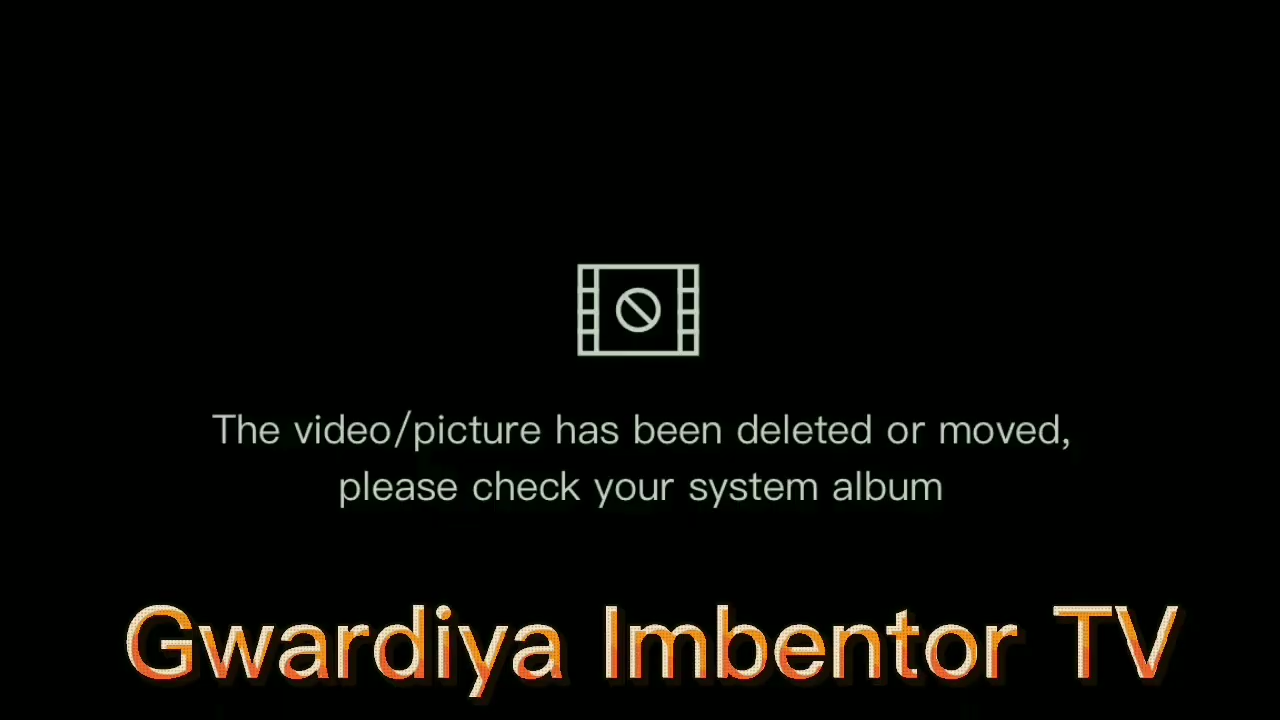 The video/picture has been deleted or moved,
please check your system album
Gwardiya Imbentor TV